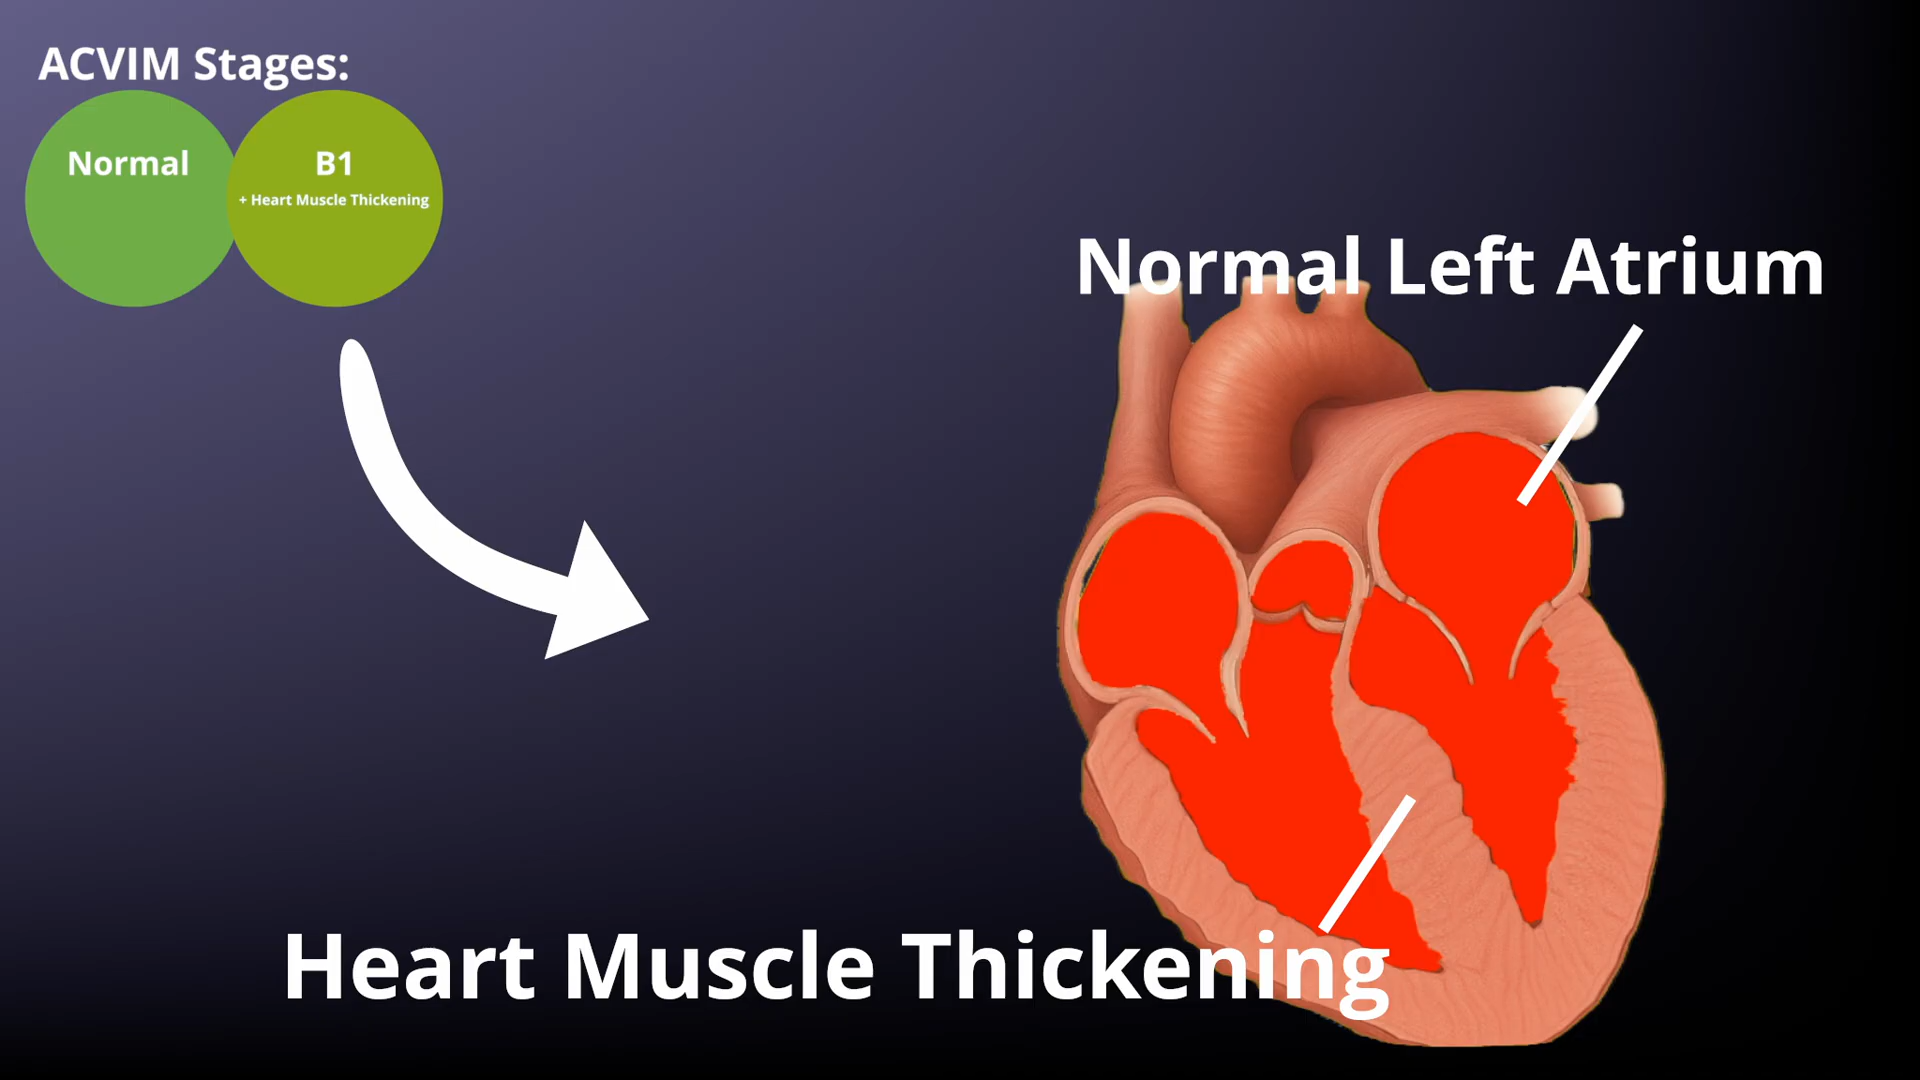 ACVIM Stages:
Normal
B1
+ Heart Muscle Thickening
Normal Left Atrium
Heart Muscle Thickening